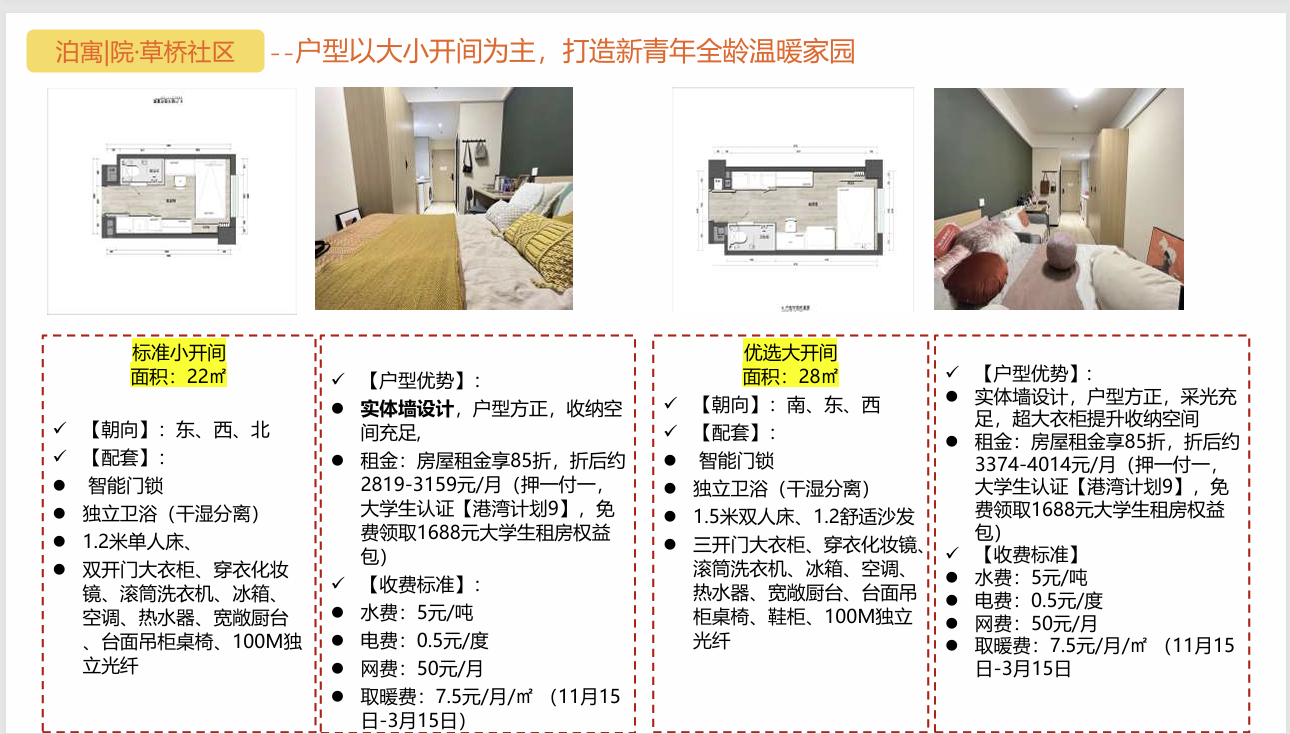 泊寓|院·草桥社区
--户型以大小开间为主，打造新青年全龄温暖家园
标准小开间
面积：22㎡
✓ 【朝向】：东、西、北
✓ 【配套】：
● 智能门锁
● 独立卫浴（干湿分离）
● 1.2米单人床、
● 双开门大衣柜、穿衣化妆
镜、滚筒洗衣机、冰箱、
空调、热水器、宽敞厨台
、台面吊柜桌椅、100M独
立光纤
✓ 【户型优势】：
● 实体墙设计，户型方正，收纳空
间充足,
● 租金：房屋租金享85折，折后约
2819-3159元/月（押一付一，
大学生认证【港湾计划9】，免
费领取1688元大学生租房权益
包）
✓ 【收费标准】：
● 水费：5元/吨
● 电费：0.5元/度
● 网费：50元/月
● 取暖费：7.5元/月/㎡ （11月15
日-3月15日）
优选大开间
面积：28㎡
✓ 【朝向】：南、东、西
✓ 【配套】：
● 智能门锁
● 独立卫浴（干湿分离）
● 1.5米双人床、1.2舒适沙发
● 三开门大衣柜、穿衣化妆镜、
滚筒洗衣机、冰箱、空调、
热水器、宽敞厨台、台面吊
柜桌椅、鞋柜、100M独立
光纤
✓ 【户型优势】：
● 实体墙设计，户型方正，采光充
足，超大衣柜提升收纳空间
● 租金：房屋租金享85折，折后约
3374-4014元/月（押一付一，
大学生认证【港湾计划9】，免
费领取1688元大学生租房权益
包）
✓ 【收费标准】
● 水费：5元/吨
● 电费：0.5元/度
● 网费：50元/月
● 取暖费：7.5元/月/㎡ （11月15
日-3月15日